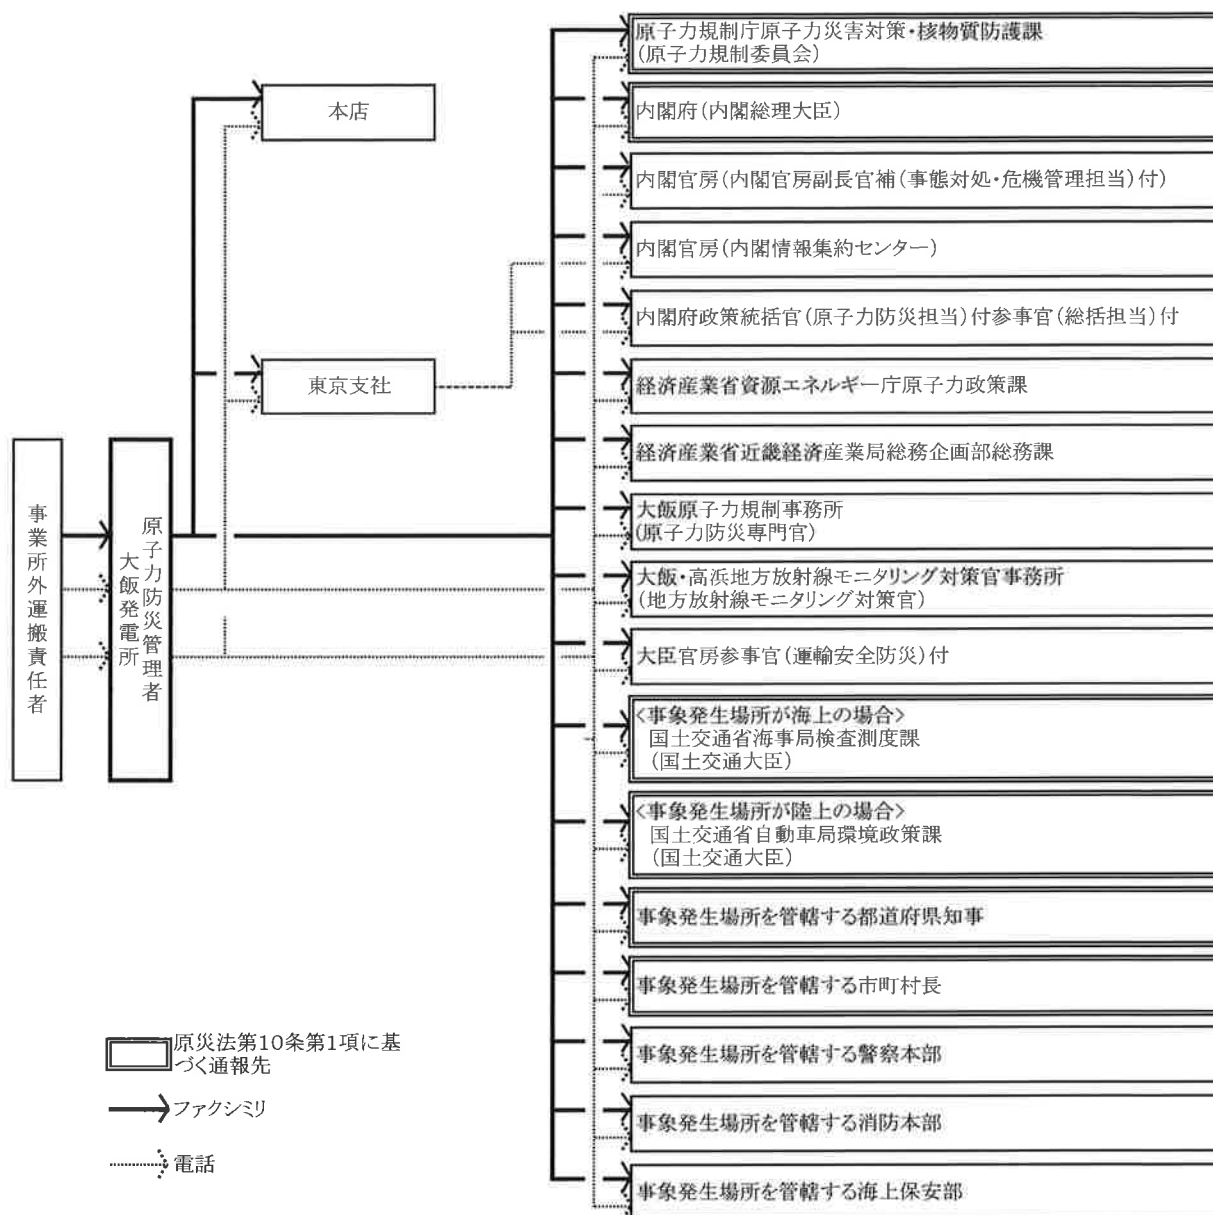 原子力規制庁原子力災害対策・核物質防護課
(原子力規制委員会)
本店
内閣府(内閣総理大臣)
内閣官房(内閣官房副長官補(事態対処・危機管理担当)付)
内閣官房(内閣情報集約センター)
内閣府政策統括官(原子力防災担当)付参事官(総括担当)付
東京支社
経済産業省資源エネルギー庁原子力政策課
経済産業省近畿経済産業局総務企画部総務課
事業所外運搬責任者
原子力防災管理者
大飯発電所
大飯原子力規制事務所
(原子力防災専門官)
大飯・高浜地方放射線モニタリング対策官事務所
(地方放射線モニタリング対策官)
大臣官房参事官(運輸安全防災)付
<事象発生場所が海上の場合>
国土交通省海事局検査測度課
(国土交通大臣)
<事象発生場所が陸上の場合>
国土交通省自動車局環境政策課
(国土交通大臣)
事象発生場所を管轄する都道府県知事
事象発生場所を管轄する市町村長
事象発生場所を管轄する警察本部
事象発生場所を管轄する消防本部
事象発生場所を管轄する海上保安部
原災法第10条第1項に基
づく通報先
ファクシミリ
電話